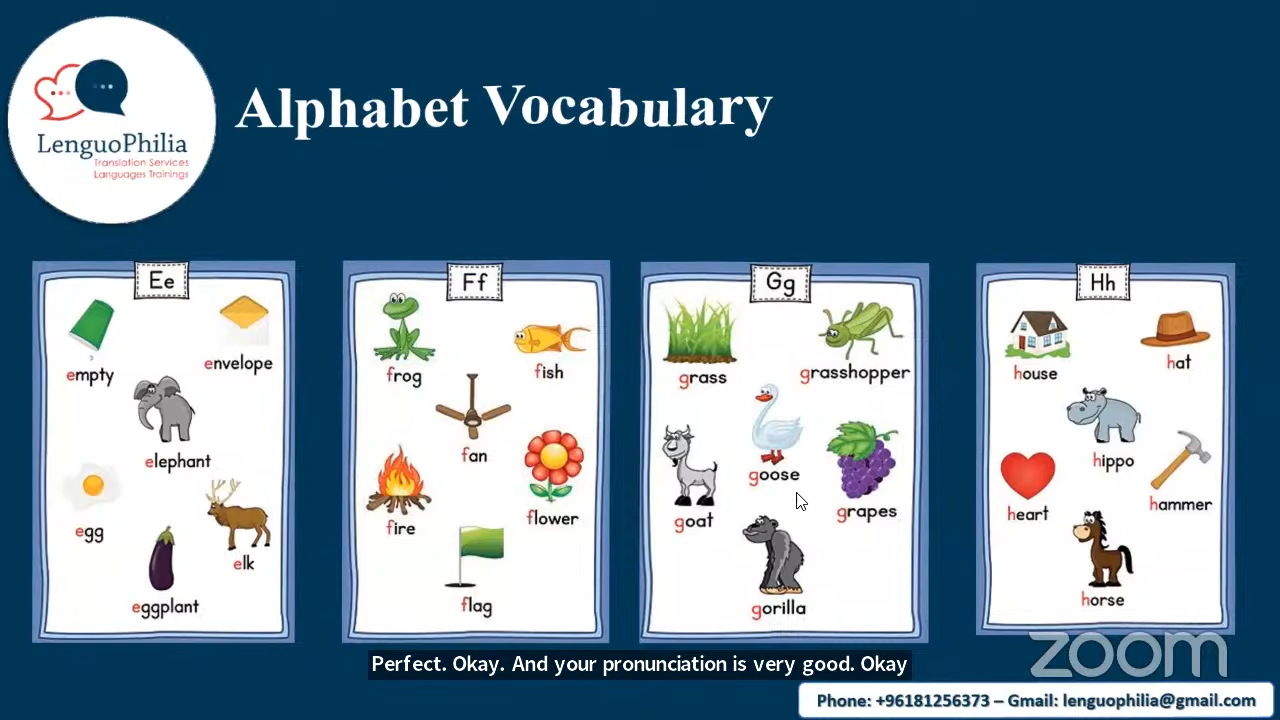 LenguoPhilia
Translation Services
Languages Trainings
Alphabet Vocabulary
Ee
empty
envelope
elephant
egg
elk
eggplant
Ff
frog
fish
fan
fire
flower
flag
Gg
grass
grasshopper
goose
goat
grapes
gorilla
Hh
house
hat
hippo
heart
hammer
horse
Perfect. Okay. And your pronunciation is very good. Okay
zoom
Phone: +96181256373 – Gmail: lenguophilia@gmail.com